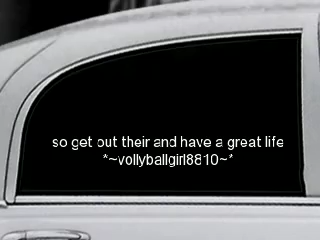 so get out their and have a great life
*~vollyballgirl8810~*